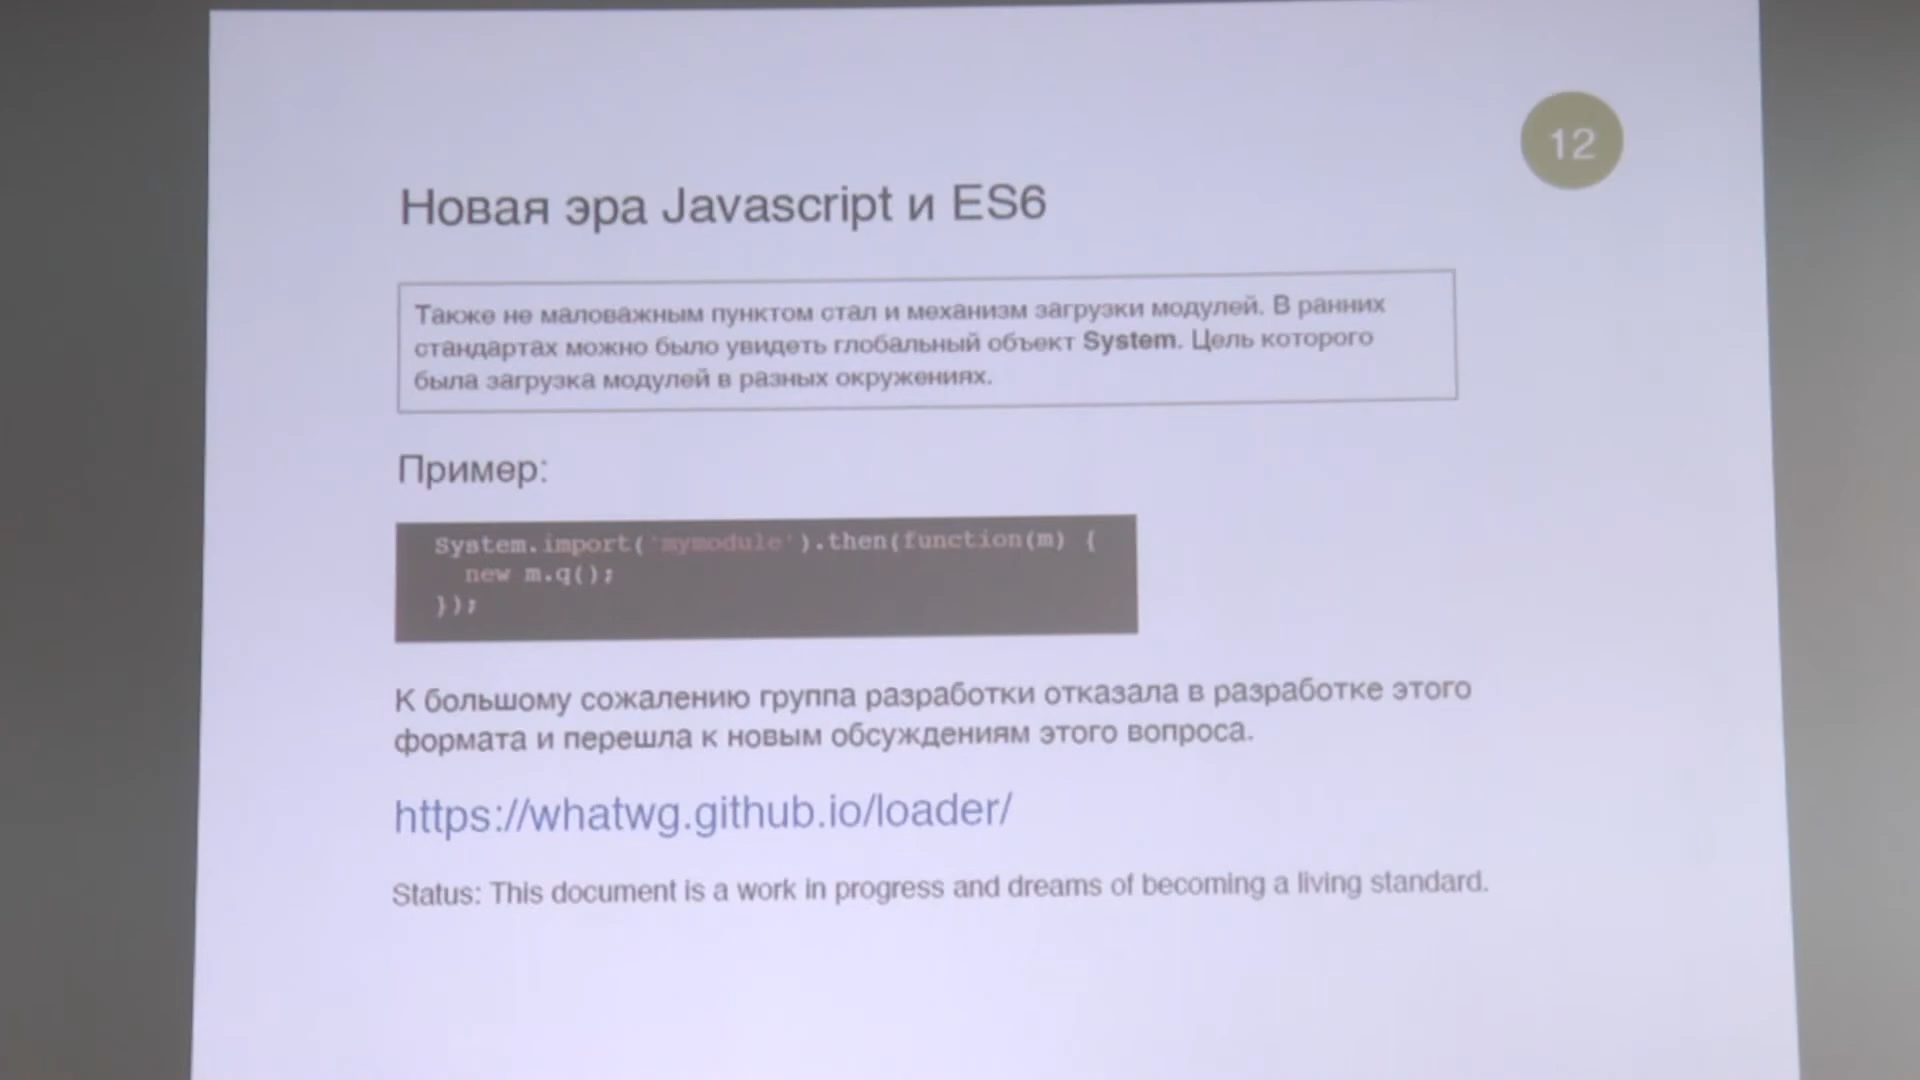 12
Новая эра Javascript и ES6
Также не маловажным пунктом стал и механизм загрузки модулей. В ранних
стандартах можно было увидеть глобальный объект System. Цель которого
была загрузка модулей в разных окружениях.
Пример:
System.import('mymodule').then(function(m) {
new m.q();
});
К большому сожалению группа разработки отказала в разработке этого
формата и перешла к новым обсуждениям этого вопроса.
https://whatwg.github.io/loader/
Status: This document is a work in progress and dreams of becoming a living standard.